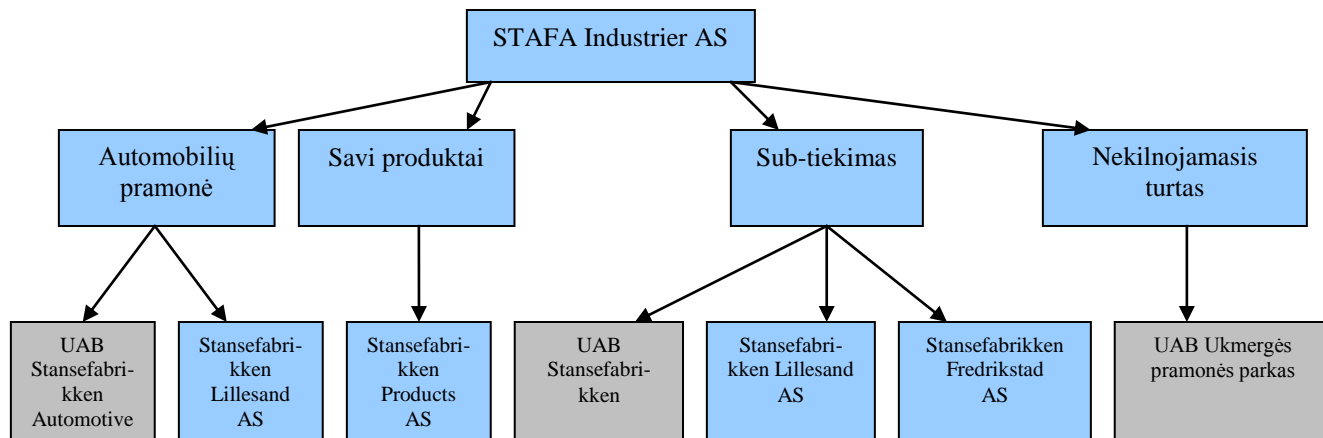 STAFA Industrier AS
Automobilių
pramonė
Savi produktai
Sub-tiekimas
Nekilnojamasis
turtas
UAB
Stansefabri-
kken
Automotive
Stansefabri-
kken
Lillesand
AS
Stansefabri-
kken
Products
AS
UAB
Stansefabri-
kken
Stansefabri-
kken Lillesand
AS
Stansefabrikken
Fredrikstad
AS
UAB Ukmergės
pramonės parkas